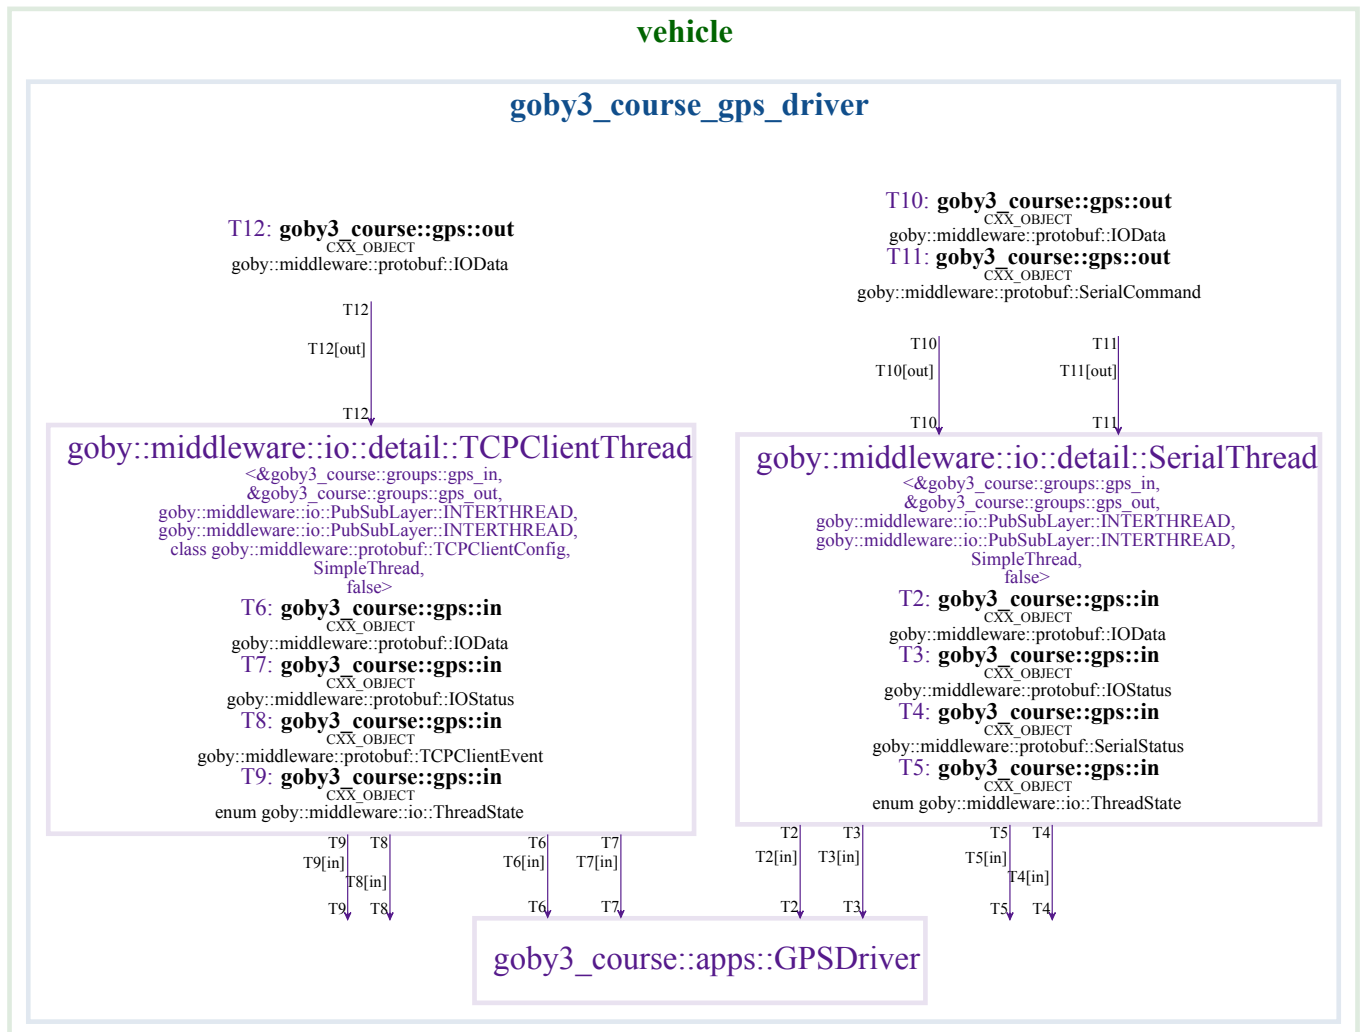 vehicle
goby3_course_gps_driver
T12: goby3_course::gps::out
CXX_OBJECT
goby::middleware::protobuf::IOData
T10: goby3_course::gps::out
CXX_OBJECT
goby::middleware::protobuf::IOData
T11: goby3_course::gps::out
CXX_OBJECT
goby::middleware::protobuf::SerialCommand
T12
T12[out]
T12
T10
T10[out]
T10
T11
T11[out]
T11
goby::middleware::io::detail::TCPClientThread
<&goby3_course::groups::gps_in,
&goby3_course::groups::gps_out,
goby::middleware::io::PubSubLayer::INTERTHREAD,
goby::middleware::io::PubSubLayer::INTERTHREAD,
class goby::middleware::protobuf::TCPClientConfig,
SimpleThread,
false>
T6: goby3_course::gps::in
CXX_OBJECT
goby::middleware::protobuf::IOData
T7: goby3_course::gps::in
CXX_OBJECT
goby::middleware::protobuf::IOStatus
T8: goby3_course::gps::in
CXX_OBJECT
goby::middleware::protobuf::TCPClientEvent
T9: goby3_course::gps::in
CXX_OBJECT
enum goby::middleware::io::ThreadState
goby::middleware::io::detail::SerialThread
<&goby3_course::groups::gps_in,
&goby3_course::groups::gps_out,
goby::middleware::io::PubSubLayer::INTERTHREAD,
goby::middleware::io::PubSubLayer::INTERTHREAD,
SimpleThread,
false>
T2: goby3_course::gps::in
CXX_OBJECT
goby::middleware::protobuf::IOData
T3: goby3_course::gps::in
CXX_OBJECT
goby::middleware::protobuf::IOStatus
T4: goby3_course::gps::in
CXX_OBJECT
goby::middleware::protobuf::SerialStatus
T5: goby3_course::gps::in
CXX_OBJECT
enum goby::middleware::io::ThreadState
T9
T9[in]
T9
T8
T8[in]
T8
T6
T6[in]
T6
T7
T7[in]
T7
T2
T2[in]
T2
T3
T3[in]
T3
T5
T5[in]
T5
T4
T4[in]
T4
goby3_course::apps::GPSDriver